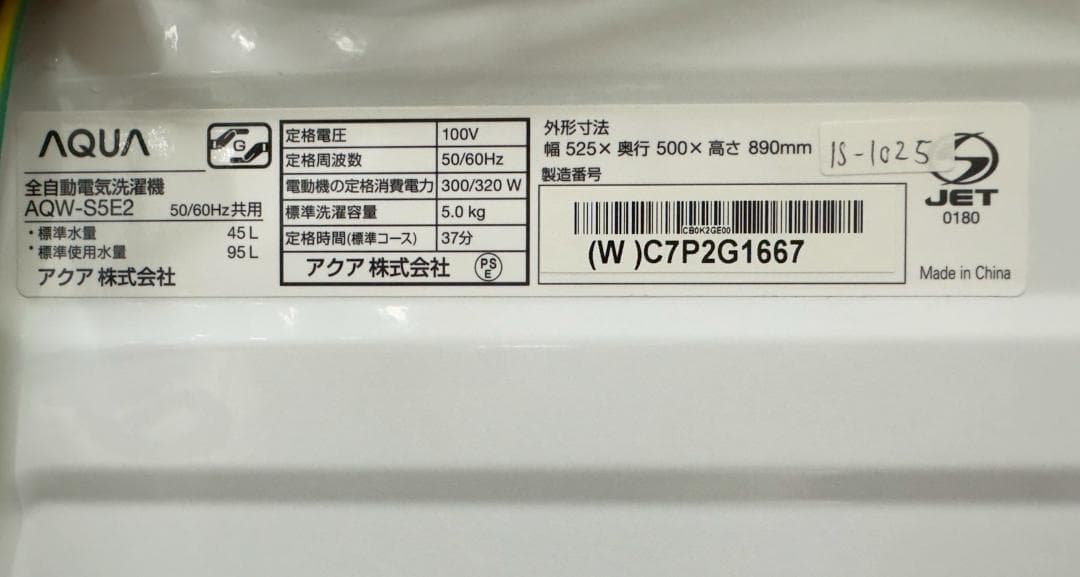 AQUA
G
全自動電気洗濯機
AQW-S5E2 50/60Hz共用
・標準水量 45L
・標準使用水量 95L
アクア 株式会社
定格電圧 100V
定格周波数 50/60Hz
電動機の定格消費電力 300/320 W
標準洗濯容量 5.0 kg
定格時間(標準コース) 37分
アクア 株式会社 PSE
外形寸法
幅 525× 奥行 500× 高さ 890mm
製造番号
CB0K2GE00
(W )C7P2G1667
1S-1025
JET
0180
Made in China